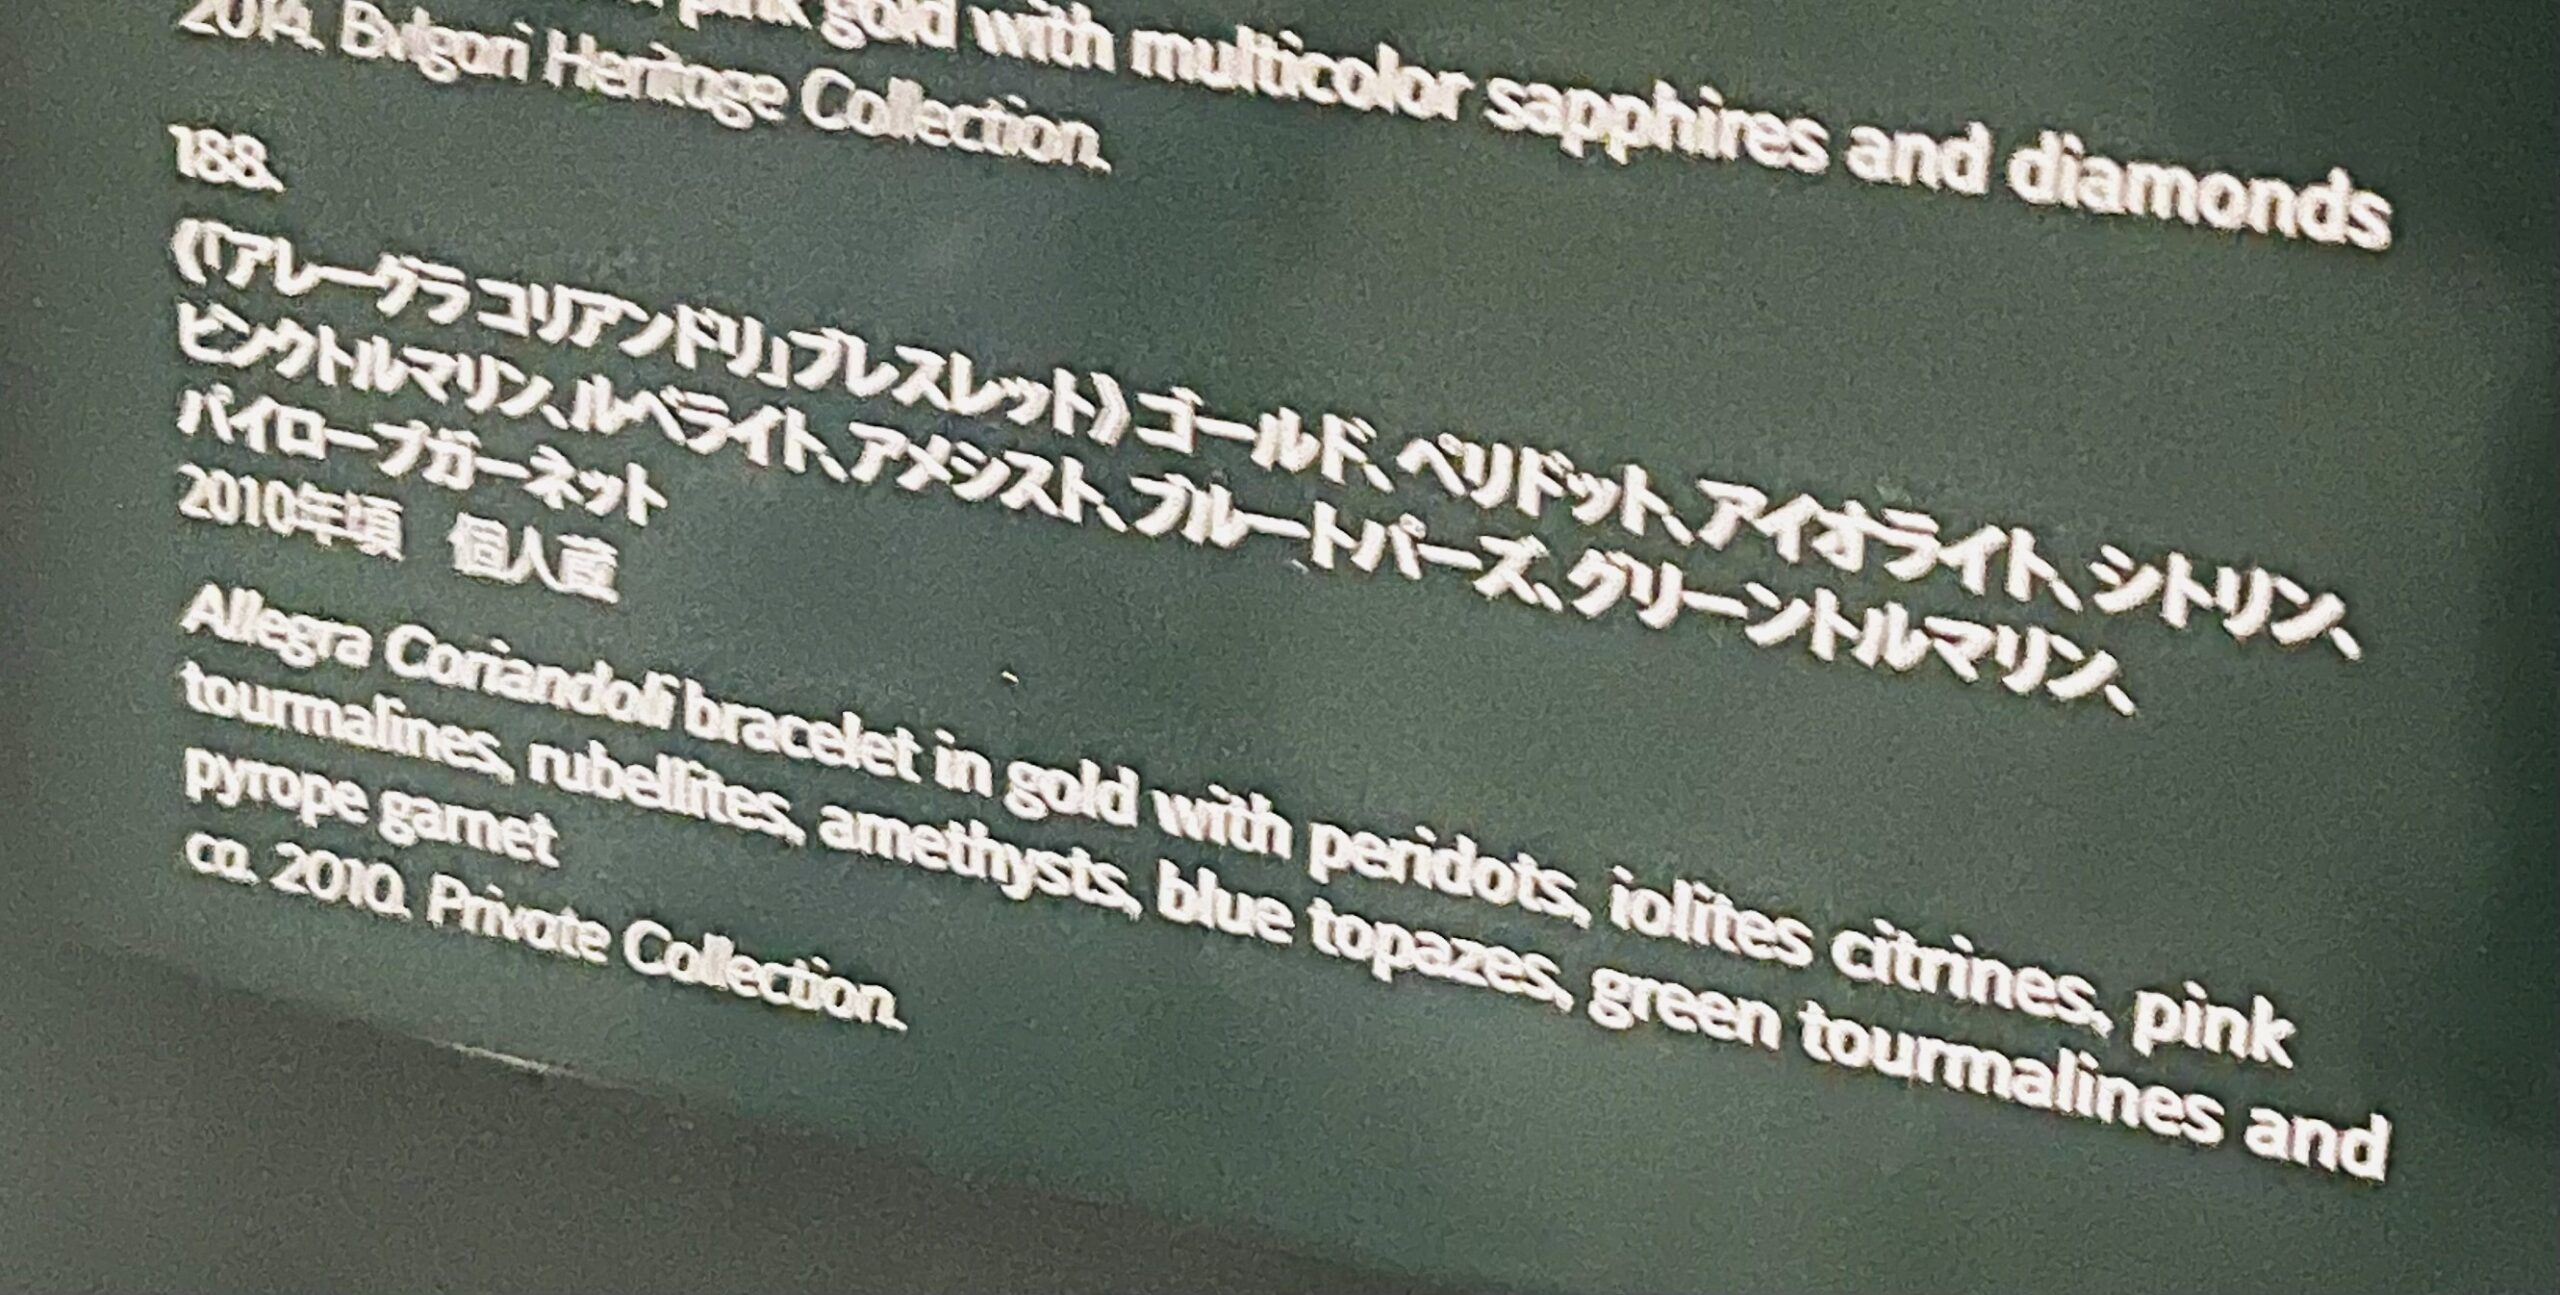 pink gold with multicolor sapphires and diamonds
2014. Bvlgari Heritage Collection.
188.
《「アレーグラ コリアンドリ」ブレスレット》ゴールド、ペリドット、アイオライト、シトリン、
ピンクトルマリン、ルベライト、アメシスト、ブルートパーズ、グリーントルマリン、
パイロープガーネット
2010年頃　個人蔵
Allegra Coriandoli bracelet in gold with peridots, iolites citrines, pink
tourmalines, rubellites, amethysts, blue topazes, green tourmalines and
pyrope garnet
ca. 2010. Private Collection.